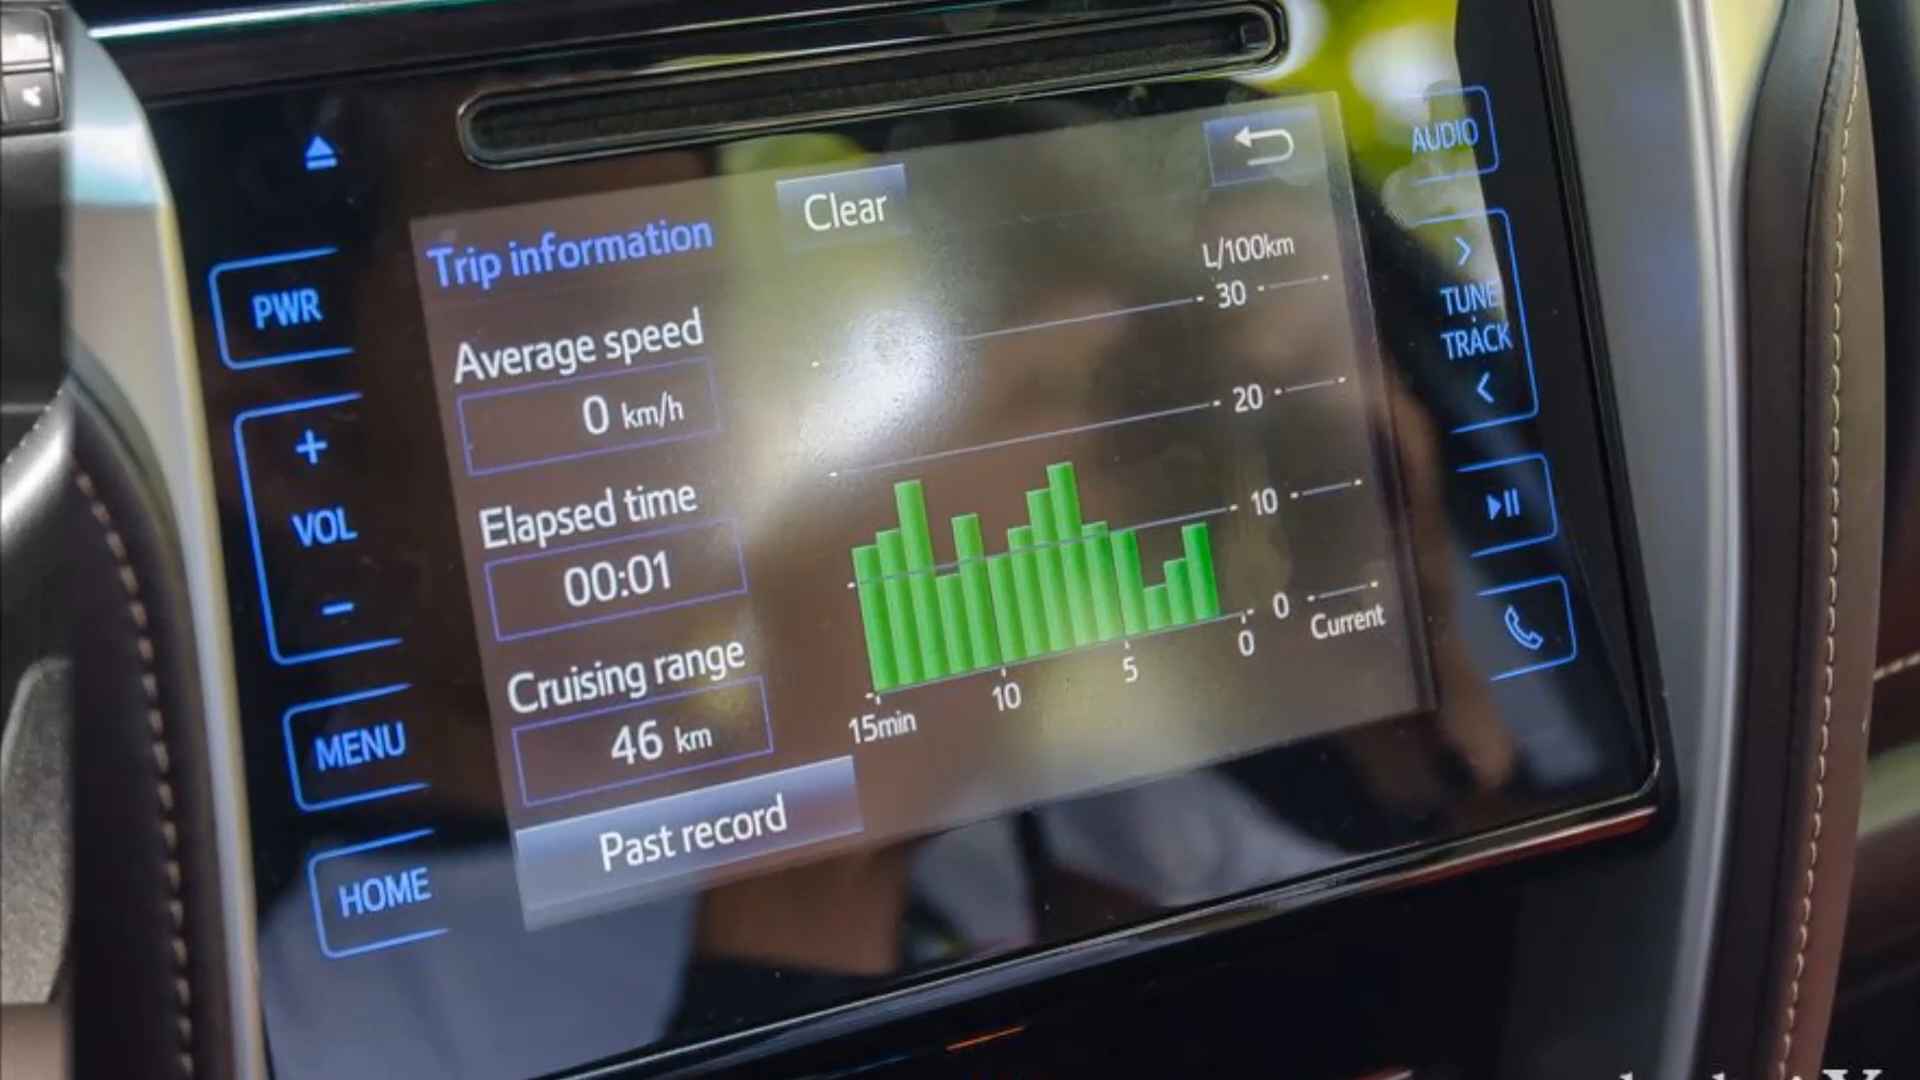 Clear
AUDIO
Trip information
L/100km
30
PWR
Average speed
0 km/h
TUNE
TRACK
20
+
VOL
-
Elapsed time
00:01
10
0
Current
15min
10
5
0
Cruising range
46 km
MENU
Past record
HOME